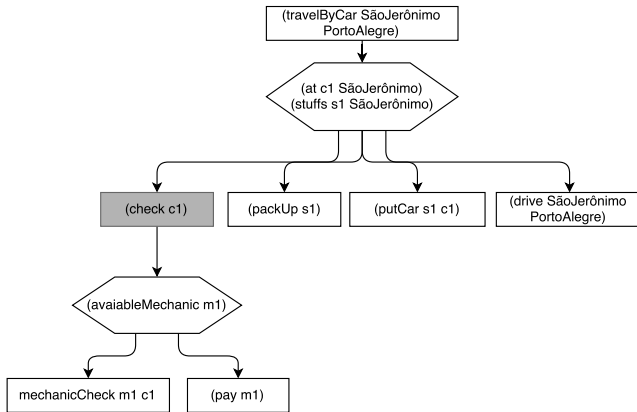 (travelByCar SãoJerônimo
PortoAlegre)
(at c1 SãoJerônimo)
(stuffs s1 SãoJerônimo)
(check c1)
(packUp s1)
(putCar s1 c1)
(drive SãoJerônimo
PortoAlegre)
(avaiableMechanic m1)
mechanicCheck m1 c1
(pay m1)